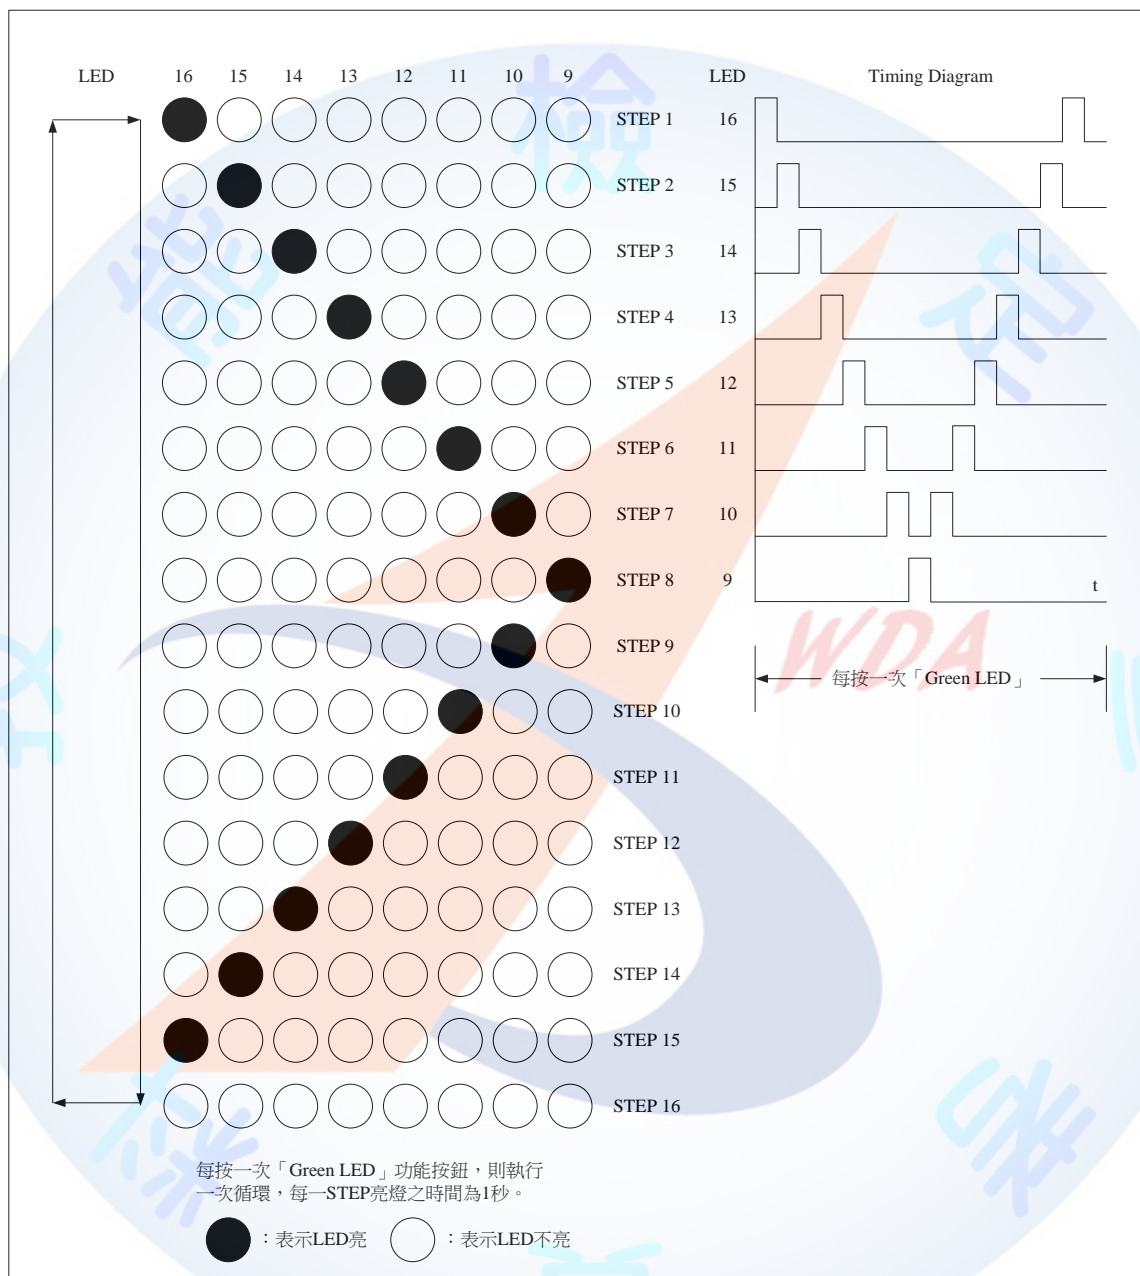 LED 16 15 14 13 12 11 10 9 LED Timing Diagram
STEP 1 16
STEP 2 15
STEP 3 14
STEP 4 13
STEP 5 12
STEP 6 11
STEP 7 10
STEP 8 9 t
STEP 9
每按一次「Green LED」
STEP 10
STEP 11
STEP 12
STEP 13
STEP 14
STEP 15
STEP 16
每按一次「Green LED」功能按鈕，則執行
一次循環，每一STEP亮燈之時間為1秒。
：表示LED亮 ：表示LED不亮
WDA
檢
能
定
技